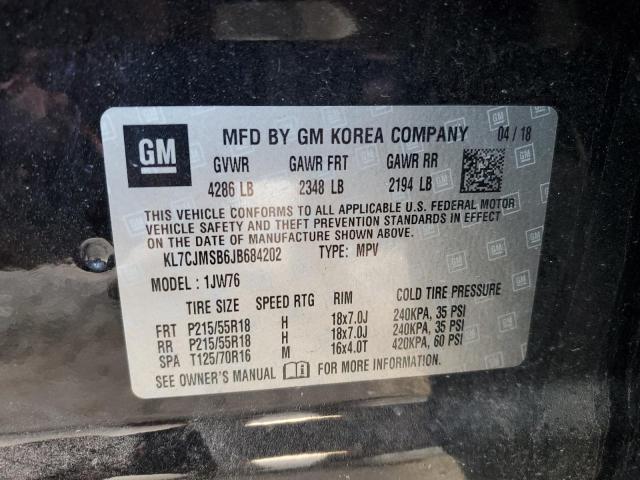 GM MFD BY GM KOREA COMPANY 04/18
GVWR GAWR FRT GAWR RR
4286 LB 2348 LB 2194 LB
THIS VEHICLE CONFORMS TO ALL APPLICABLE U.S. FEDERAL MOTOR
VEHICLE SAFETY AND THEFT PREVENTION STANDARDS IN EFFECT
ON THE DATE OF MANUFACTURE SHOWN ABOVE.
KL7CJMSB6JB684202 TYPE: MPV
MODEL: 1JW76
TIRE SIZE SPEED RTG RIM COLD TIRE PRESSURE
FRT P215/55R18 H 18x7.0J 240KPA, 35 PSI
RR P215/55R18 H 18x7.0J 240KPA, 35 PSI
SPA T125/70R16 M 16x4.0T 420KPA, 60 PSI
SEE OWNER'S MANUAL FOR MORE INFORMATION.